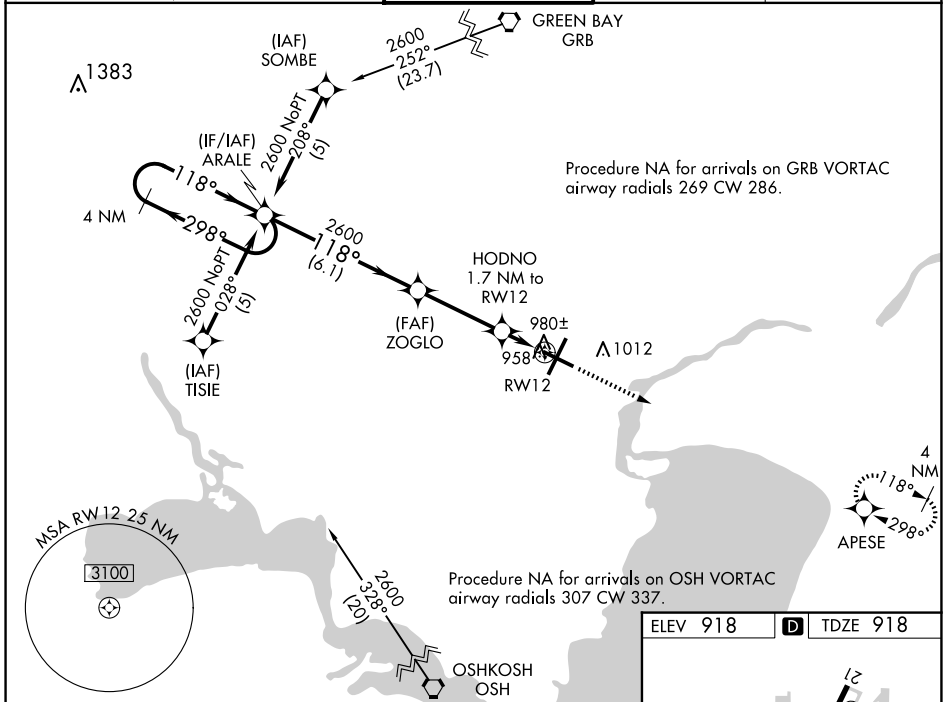 GREEN BAY
GRB
2600
252°
(23.7)
(IAF)
SOMBE
1383
2600 NoPT
208°
(5)
(IF/IAF)
ARALE
Procedure NA for arrivals on GRB VORTAC
airway radials 269 CW 286.
118°
4 NM
298°
2600
118°
(6.1)
2600 NoPT
028°
(5)
HODNO
1.7 NM to
RW12
(FAF)
ZOGLO
980±
958
1012
RW12
(IAF)
TISIE
4
NM
118°
298°
APESE
MSA RW12 25 NM
3100
2600
328°
(20)
Procedure NA for arrivals on OSH VORTAC
airway radials 307 CW 337.
OSHKOSH
OSH
ELEV 918
D
TDZE 918
21